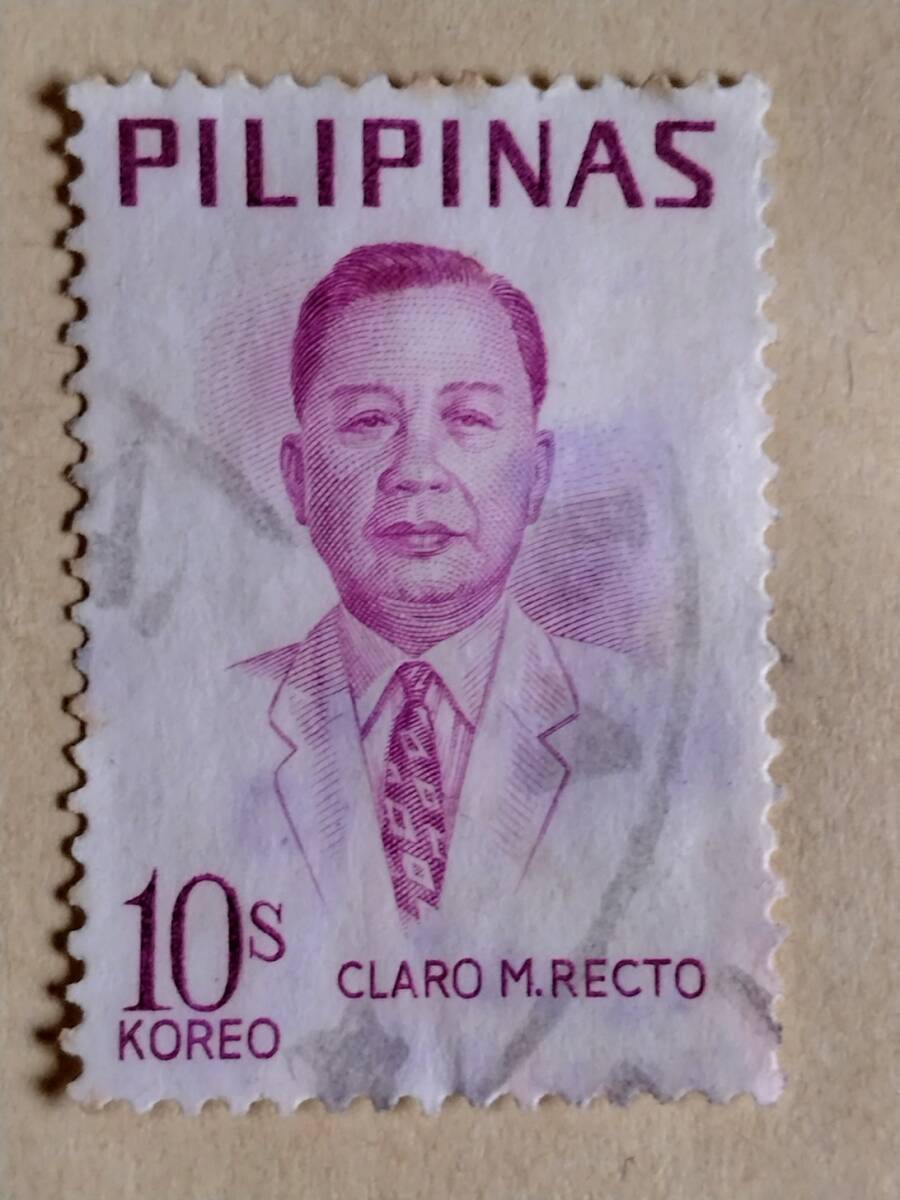 PILIPINAS
10s
KOREO
CLARO M. RECTO